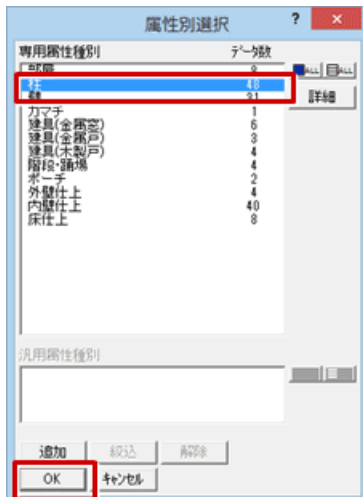 属性別選択 ? ×
専用属性種別 データ数
部屋 8
柱 48
壁 31
カマチ 1
建具(金属窓) 6
建具(金属戸) 3
建具(木製戸) 4
階段・踊場 4
ポーチ 2
外壁仕上 4
内壁仕上 40
床仕上 8
ALL ALL
詳細
汎用属性種別
追加 絞込 解除
OK キャンセル